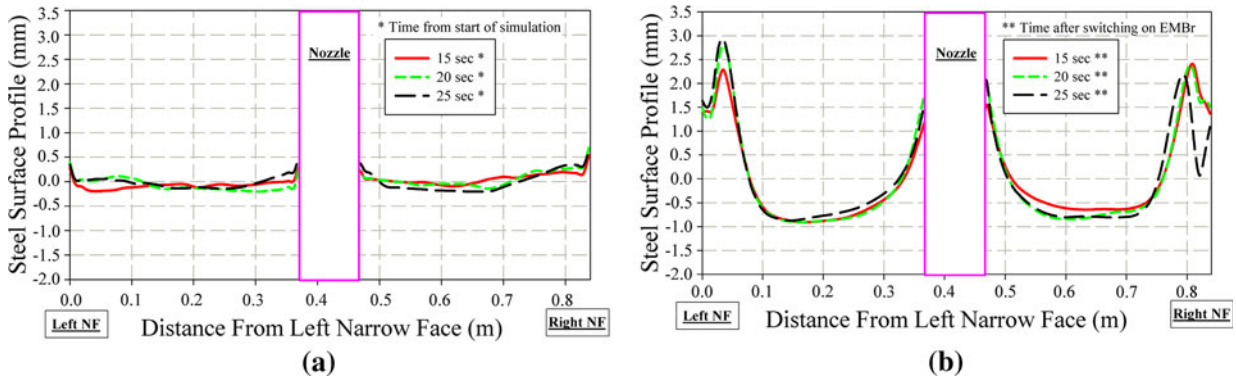 3.5
3.0
2.5
2.0
1.5
1.0
0.5
0.0
-0.5
-1.0
-1.5
-2.0
Steel Surface Profile (mm)
* Time from start of simulation
15 sec *
20 sec *
25 sec *
Nozzle
0.0 0.1 0.2 0.3 0.4 0.5 0.6 0.7 0.8
Left NF
Distance From Left Narrow Face (m)
Right NF
(a)
3.5
3.0
2.5
2.0
1.5
1.0
0.5
0.0
-0.5
-1.0
-1.5
-2.0
Steel Surface Profile (mm)
** Time after switching on EMBr
15 sec **
20 sec **
25 sec **
Nozzle
0.0 0.1 0.2 0.3 0.4 0.5 0.6 0.7 0.8
Left NF
Distance From Left Narrow Face (m)
Right NF
(b)